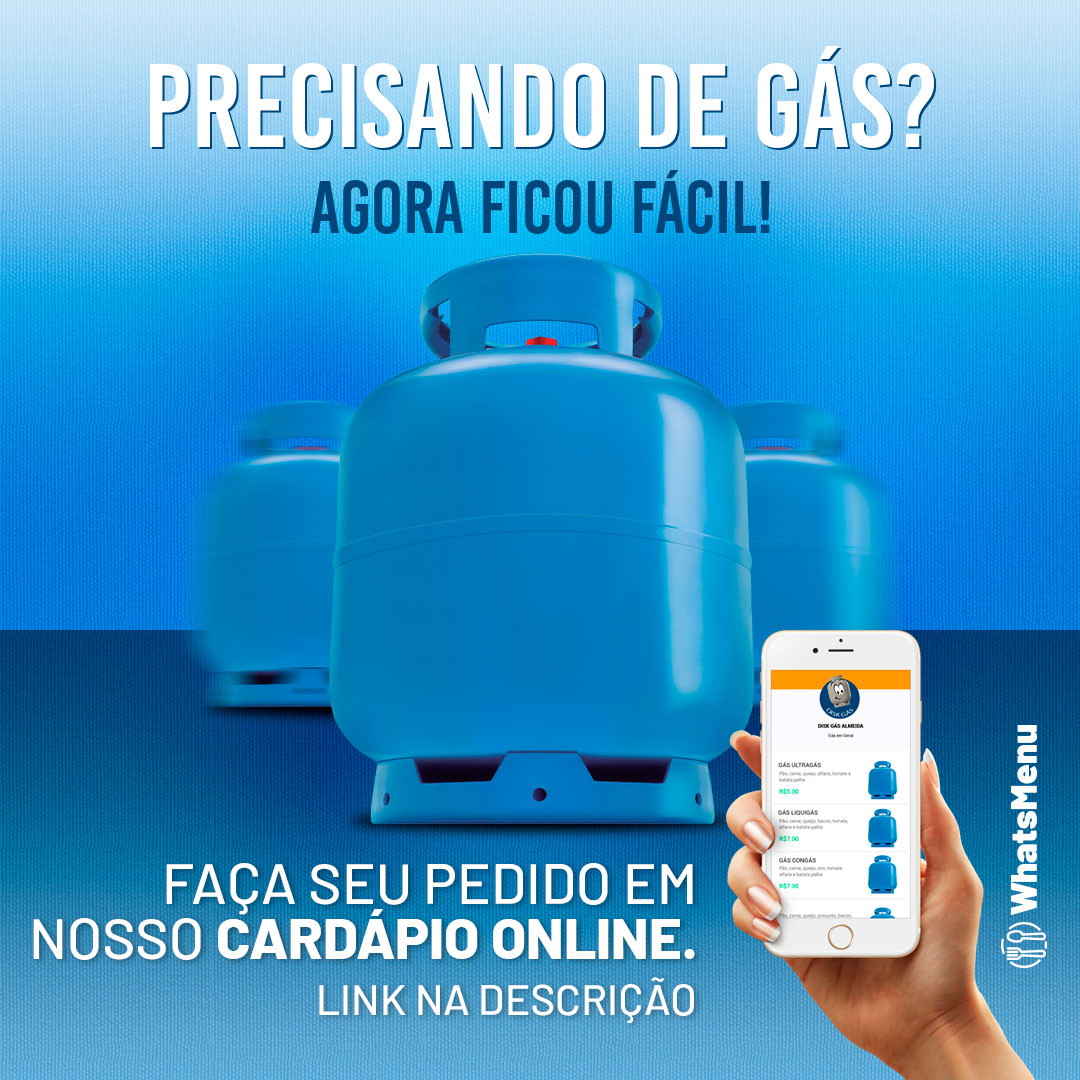 PRECISANDO DE GÁS?
AGORA FICOU FÁCIL!
DISK GÁS
DISK GÁS ALMEIDA
Gás em Geral
GÁS ULTRAGÁS
Pão, carne, queijo, alface, tomate e
batata palha
R$5.00
GÁS LIQUIGÁS
Pão, carne, queijo, bacon, tomate,
alface e batata palha
R$7.00
GÁS CONGÁS
Pão, carne, queijo, ovo, tomate,
alface e batata palha
R$7.00
Pão, carne, queijo, presunto, bacon,
WhatsMenu
FAÇA SEU PEDIDO EM
NOSSO CARDÁPIO ONLINE.
LINK NA DESCRIÇÃO